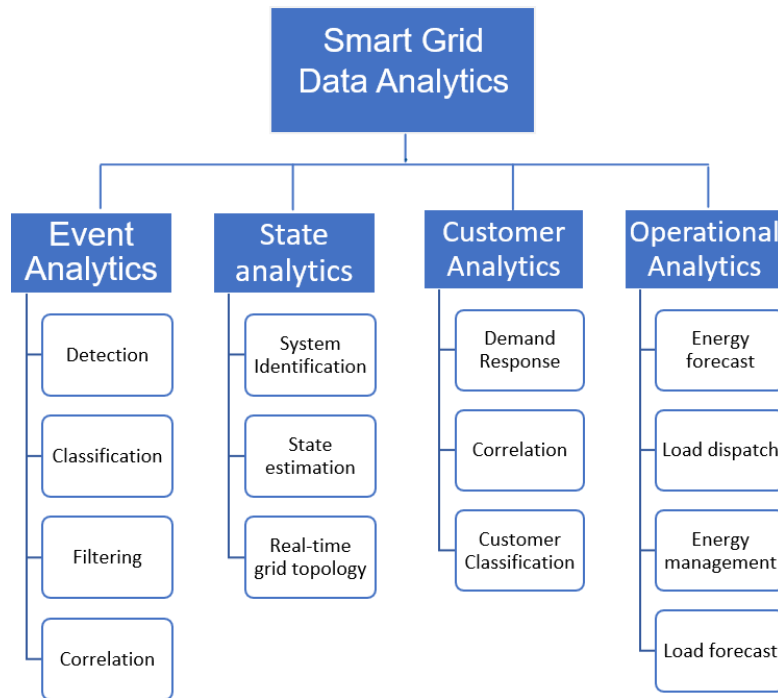 Smart Grid
Data Analytics
Event
Analytics
Detection
Classification
Filtering
Correlation
State
analytics
System
Identification
State
estimation
Real-time
grid topology
Customer
Analytics
Demand
Response
Correlation
Customer
Classification
Operational
Analytics
Energy
forecast
Load dispatch
Energy
management
Load forecast